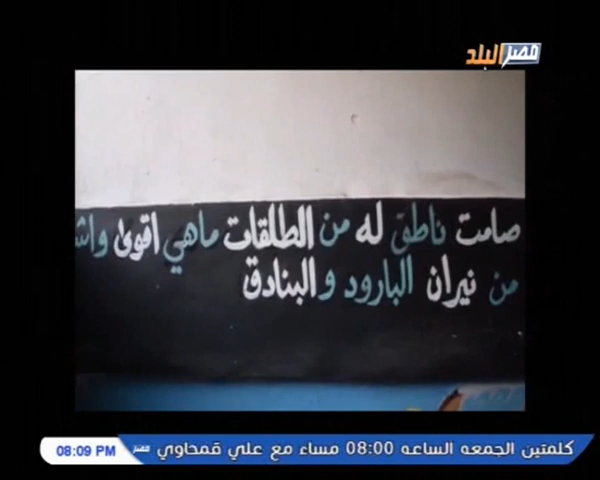 مصر البلد
صامت ناطق له من الطلقات ماهي اقوى
من نيران البارود و البنادق
كلمتين الجمعه الساعه 08:00 مساء مع علي قمحاوي
مصر
08:09 PM